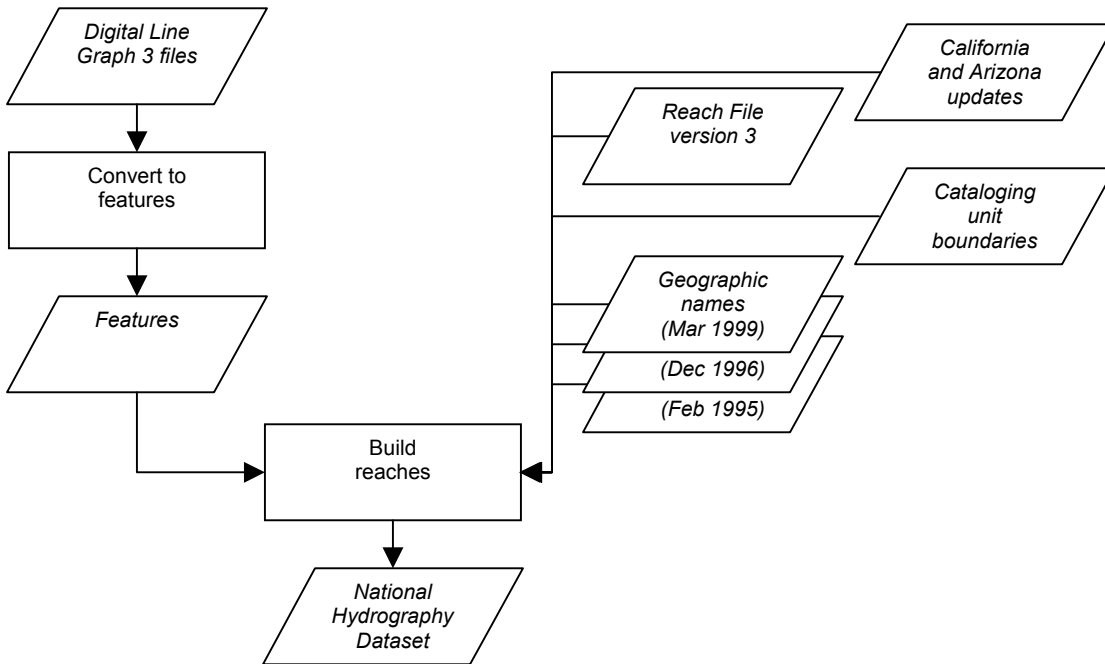 Digital Line
Graph 3 files
California
and Arizona
updates
Reach File
version 3
Convert to
features
Cataloging
unit
boundaries
Geographic
names
(Mar 1999)
(Dec 1996)
(Feb 1995)
Features
Build
reaches
National
Hydrography
Dataset